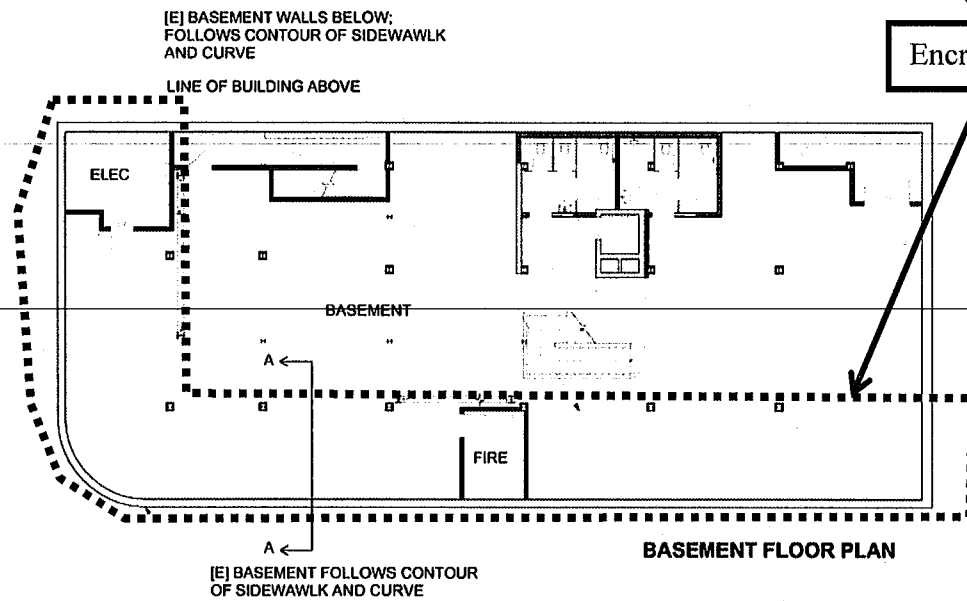 [E] BASEMENT WALLS BELOW;
FOLLOWS CONTOUR OF SIDEWAWLK
AND CURVE
LINE OF BUILDING ABOVE
Encr
ELEC
BASEMENT
A
FIRE
A
BASEMENT FLOOR PLAN
[E] BASEMENT FOLLOWS CONTOUR
OF SIDEWAWLK AND CURVE